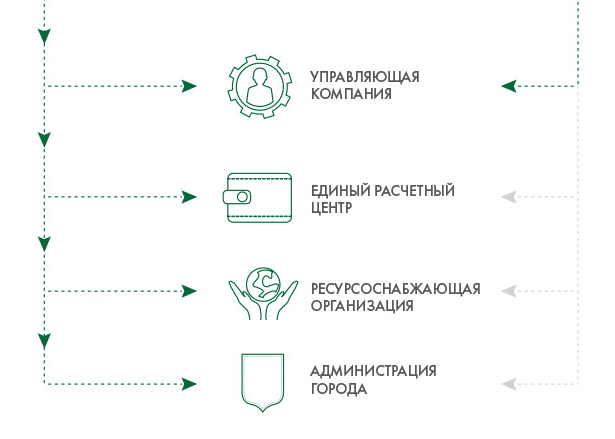 УПРАВЛЯЮЩАЯ
КОМПАНИЯ
ЕДИНЫЙ РАСЧЕТНЫЙ
ЦЕНТР
РЕСУРСОСНАБЖАЮЩАЯ
ОРГАНИЗАЦИЯ
АДМИНИСТРАЦИЯ
ГОРОДА